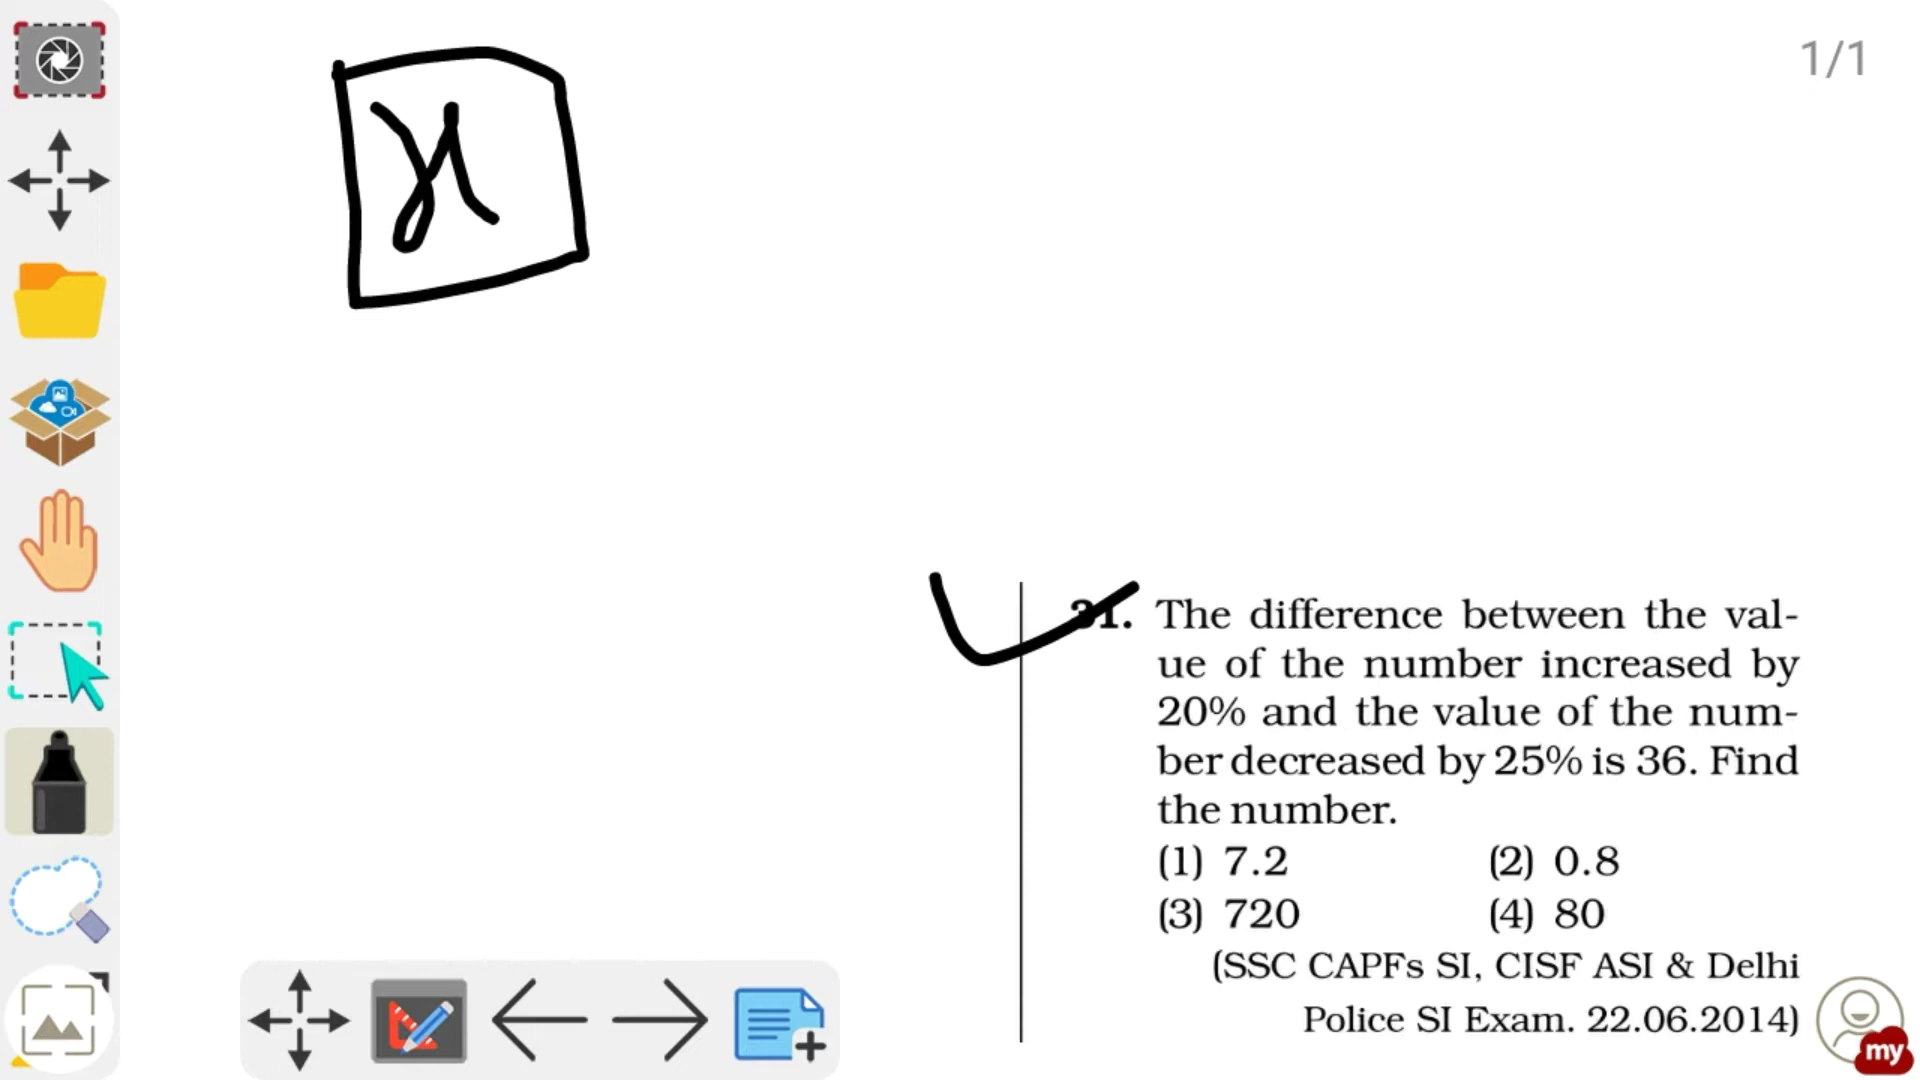 1/1
x
31. The difference between the val-
ue of the number increased by
20% and the value of the num-
ber decreased by 25% is 36. Find
the number.
(1) 7.2 (2) 0.8
(3) 720 (4) 80
(SSC CAPFs SI, CISF ASI & Delhi
Police SI Exam. 22.06.2014)
my